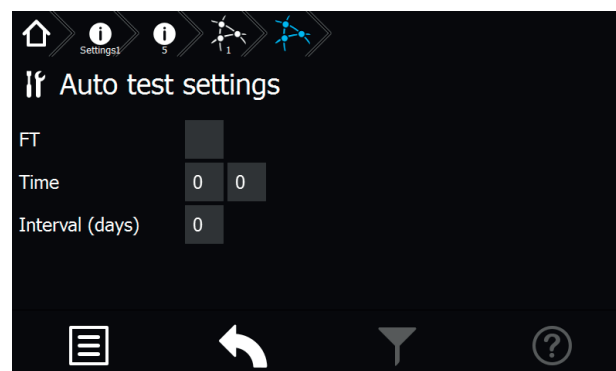 Settings1 5 1
Auto test settings
FT
Time 0 0
Interval (days) 0
?